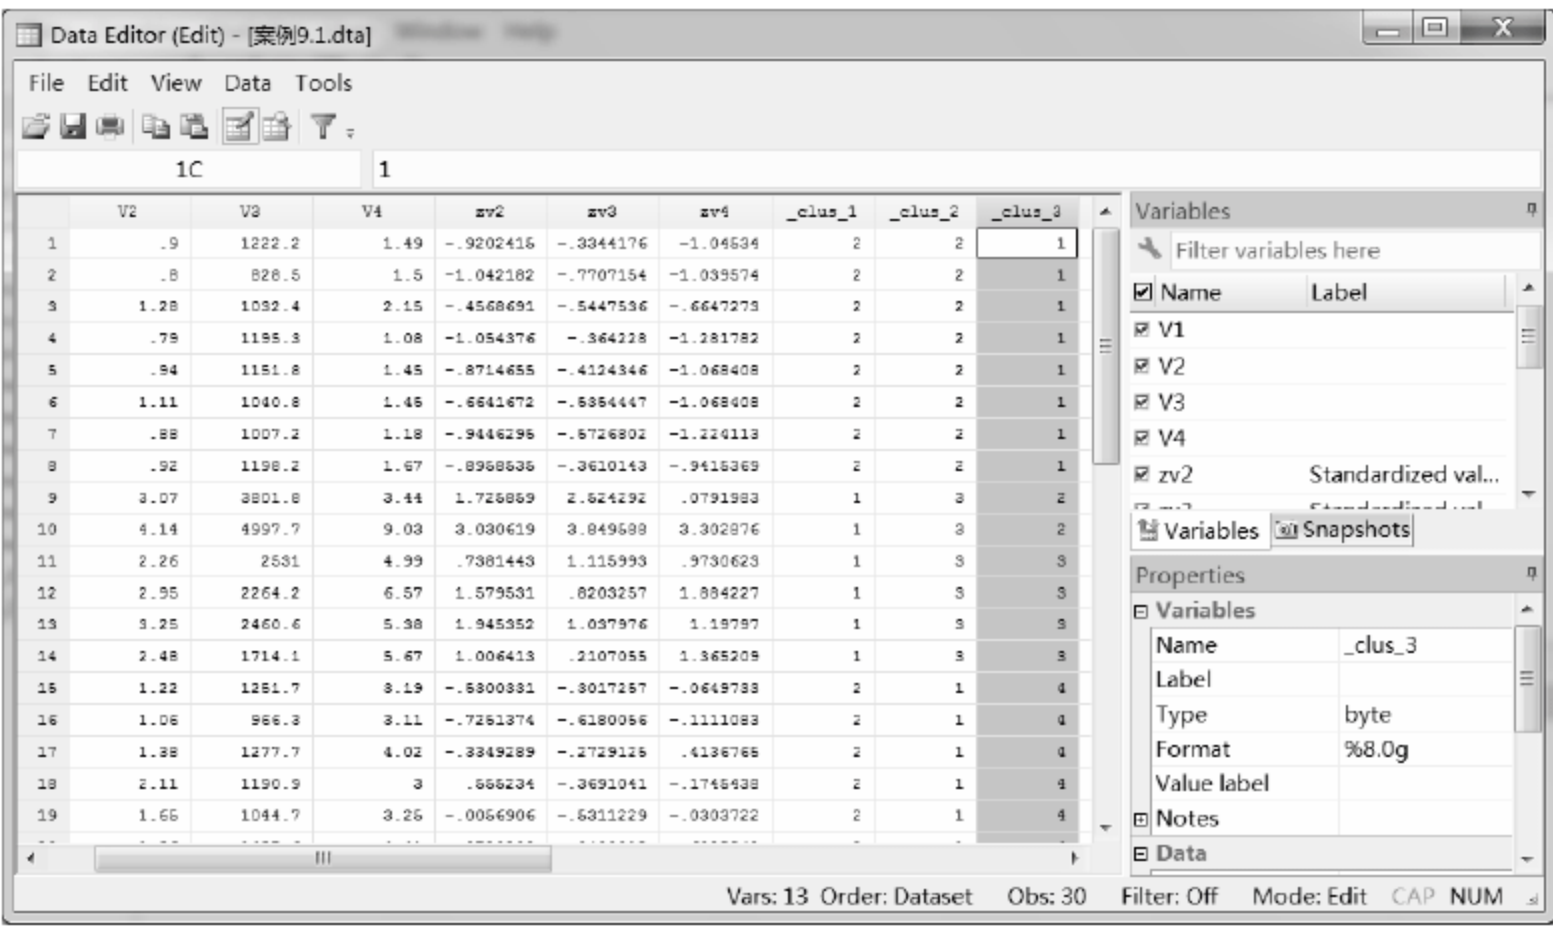 Data Editor (Edit) - [案例9.1.dta]
File Edit View Data Tools
1C 1
V2 V3 V4 zv2 zv3 zv4 _clus_1 _clus_2 _clus_3
1 .9 1222.2 1.49 -.9202415 -.3344176 -1.04534 2 2 1
2 .8 828.5 1.5 -1.042182 -.7707154 -1.039574 2 2 1
3 1.28 1032.4 2.15 -.4568691 -.5447536 -.6647273 2 2 1
4 .79 1195.3 1.08 -1.054376 -.364228 -1.281782 2 2 1
5 .94 1151.8 1.45 -.8714655 -.4124346 -1.068408 2 2 1
6 1.11 1040.8 1.45 -.6641672 -.5354447 -1.068408 2 2 1
7 .88 1007.2 1.18 -.9446295 -.5726802 -1.224113 2 2 1
8 .92 1198.2 1.67 -.8958535 -.3610143 -.9415369 2 2 1
9 3.07 3801.8 3.44 1.725859 2.524292 .0791983 1 3 2
10 4.14 4997.7 9.03 3.030619 3.849588 3.302876 1 3 2
11 2.26 2531 4.99 .7381443 1.115993 .9730623 1 3 3
12 2.95 2264.2 6.57 1.579531 .8203257 1.884227 1 3 3
13 3.25 2460.6 5.38 1.945352 1.037976 1.19797 1 3 3
14 2.48 1714.1 5.67 1.006413 .2107055 1.365209 1 3 3
15 1.22 1251.7 3.19 -.5300331 -.3017257 -.0649733 2 1 4
16 1.06 966.3 3.11 -.7251374 -.6180056 -.1111083 2 1 4
17 1.38 1277.7 4.02 -.3349289 -.2729125 .4136765 2 1 4
18 2.11 1190.9 3 .555234 -.3691041 -.1745438 2 1 4
19 1.65 1044.7 3.25 -.0056906 -.5311229 -.0303722 2 1 4
Variables
Filter variables here
Name Label
V1
V2
V3
V4
zv2 Standardized val...
Variables Snapshots
Properties
Variables
Name _clus_3
Label
Type byte
Format %8.0g
Value label
Notes
Data
Vars: 13 Order: Dataset Obs: 30 Filter: Off Mode: Edit CAP NUM